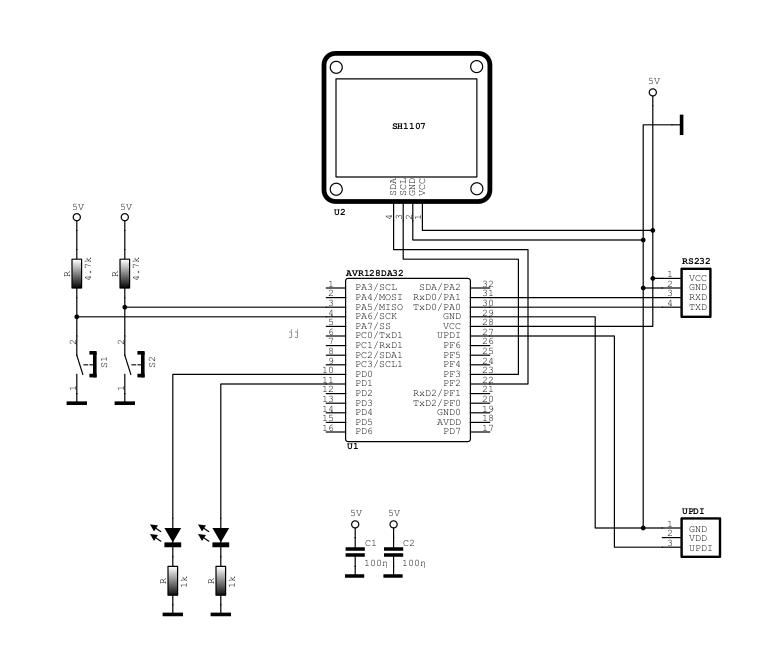 5V
SH1107
SDA
SCL
GND
VCC
4
3
2
1
U2
5V
5V
R
4.7k
R
4.7k
RS232
1 VCC
2 GND
3 RXD
4 TXD
AVR128DA32
1 PA3/SCL SDA/PA2 32
2 PA4/MOSI RxD0/PA1 31
3 PA5/MISO TxD0/PA0 30
4 PA6/SCK GND 29
5 PA7/SS VCC 28
6 PC0/TxD1 UPDI 27
7 PC1/RxD1 PF6 26
8 PC2/SDA1 PF5 25
9 PC3/SCL1 PF4 24
10 PD0 PF3 23
11 PD1 PF2 22
12 PD2 RxD2/PF1 21
13 PD3 TxD2/PF0 20
14 PD4 GND0 19
15 PD5 AVDD 18
16 PD6 PD7 17
U1
jj
2
1
S1
2
1
S2
UPDI
1 GND
2 VDD
3 UPDI
5V
5V
C1
100n
C2
100n
R
1k
R
1k